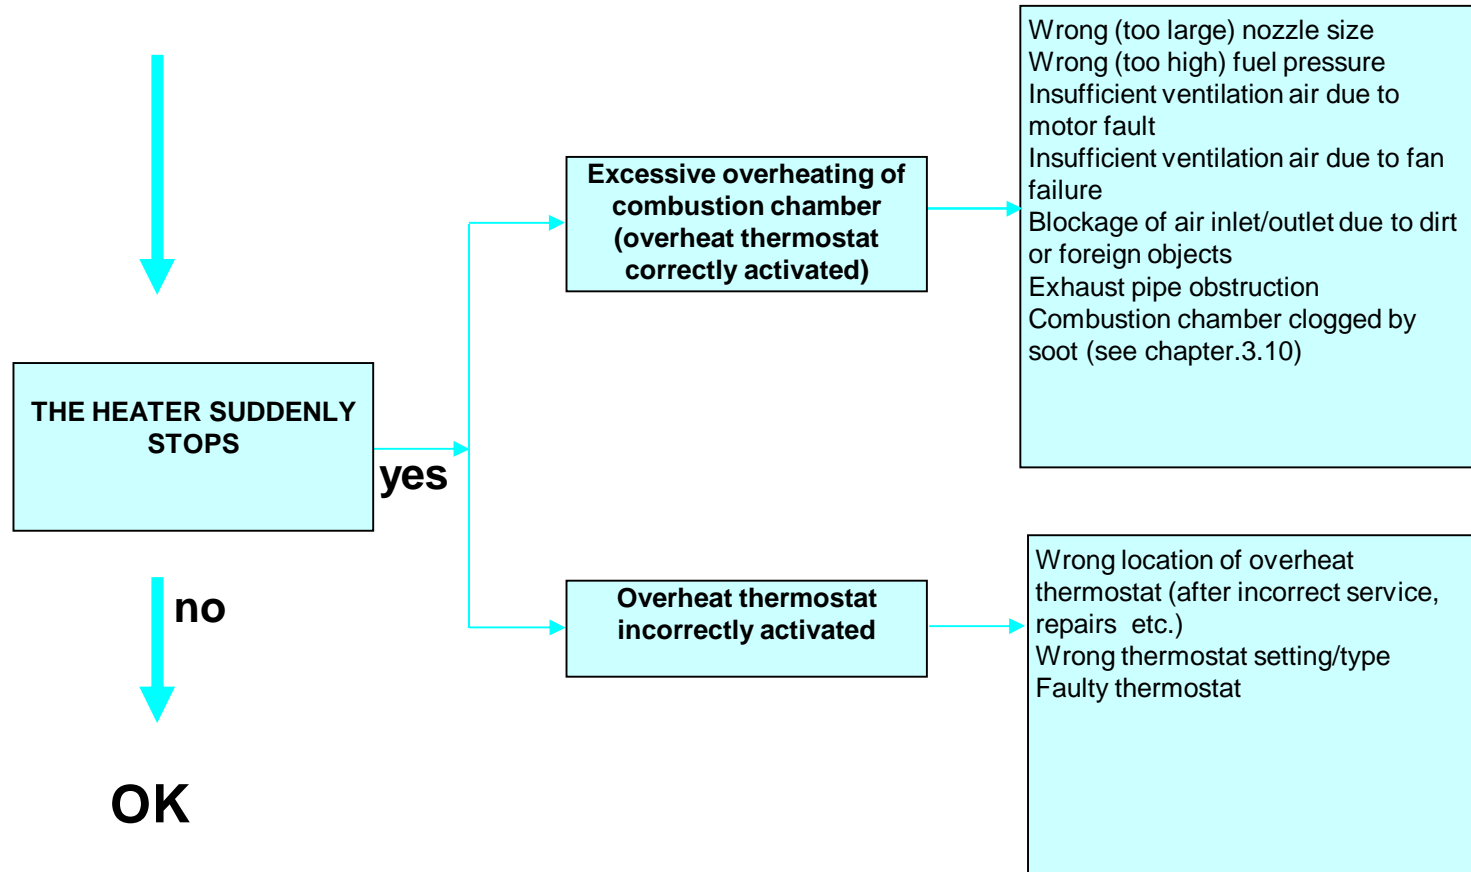 THE HEATER SUDDENLY
STOPS
yes
no
OK
Excessive overheating of
combustion chamber
(overheat thermostat
correctly activated)
Wrong (too large) nozzle size
Wrong (too high) fuel pressure
Insufficient ventilation air due to
motor fault
Insufficient ventilation air due to fan
failure
Blockage of air inlet/outlet due to dirt
or foreign objects
Exhaust pipe obstruction
Combustion chamber clogged by
soot (see chapter.3.10)
Overheat thermostat
incorrectly activated
Wrong location of overheat
thermostat (after incorrect service,
repairs etc.)
Wrong thermostat setting/type
Faulty thermostat